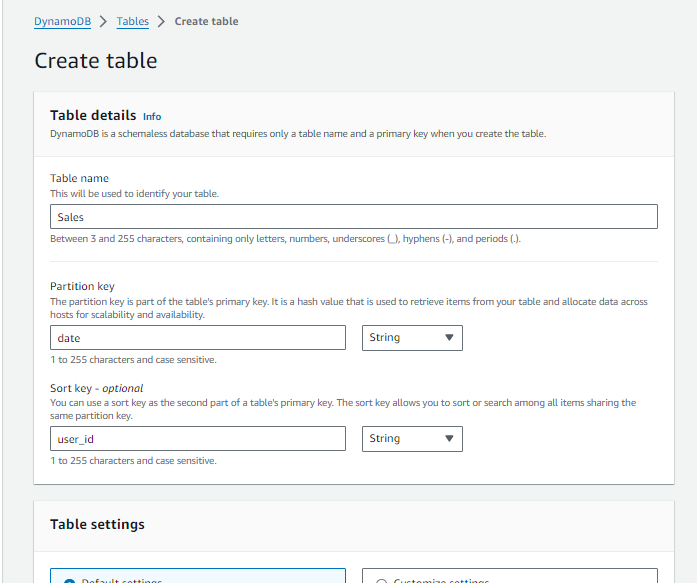 DynamoDB > Tables > Create table
Create table
Table details Info
DynamoDB is a schemaless database that requires only a table name and a primary key when you create the table.
Table name
This will be used to identify your table.
Sales
Between 3 and 255 characters, containing only letters, numbers, underscores (_), hyphens (-), and periods (.).
Partition key
The partition key is part of the table's primary key. It is a hash value that is used to retrieve items from your table and allocate data across
hosts for scalability and availability.
date String
1 to 255 characters and case sensitive.
Sort key - optional
You can use a sort key as the second part of a table's primary key. The sort key allows you to sort or search among all items sharing the
same partition key.
user_id String
1 to 255 characters and case sensitive.
Table settings
Default settings Customize settings